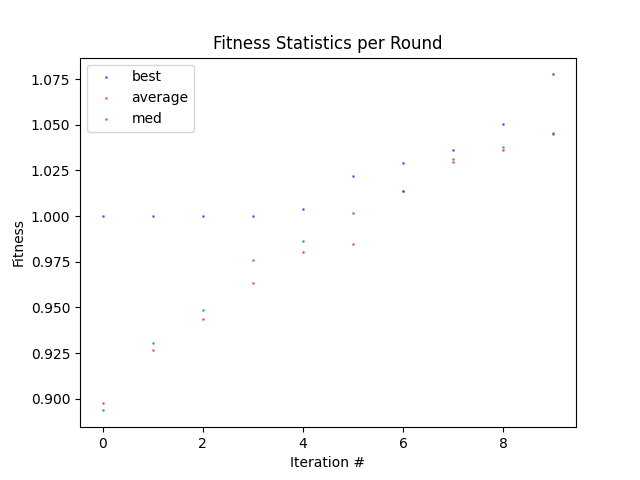 Fitness Statistics per Round
best
average
med
1.075
1.050
1.025
1.000
0.975
0.950
0.925
0.900
Fitness
0 2 4 6 8
Iteration #